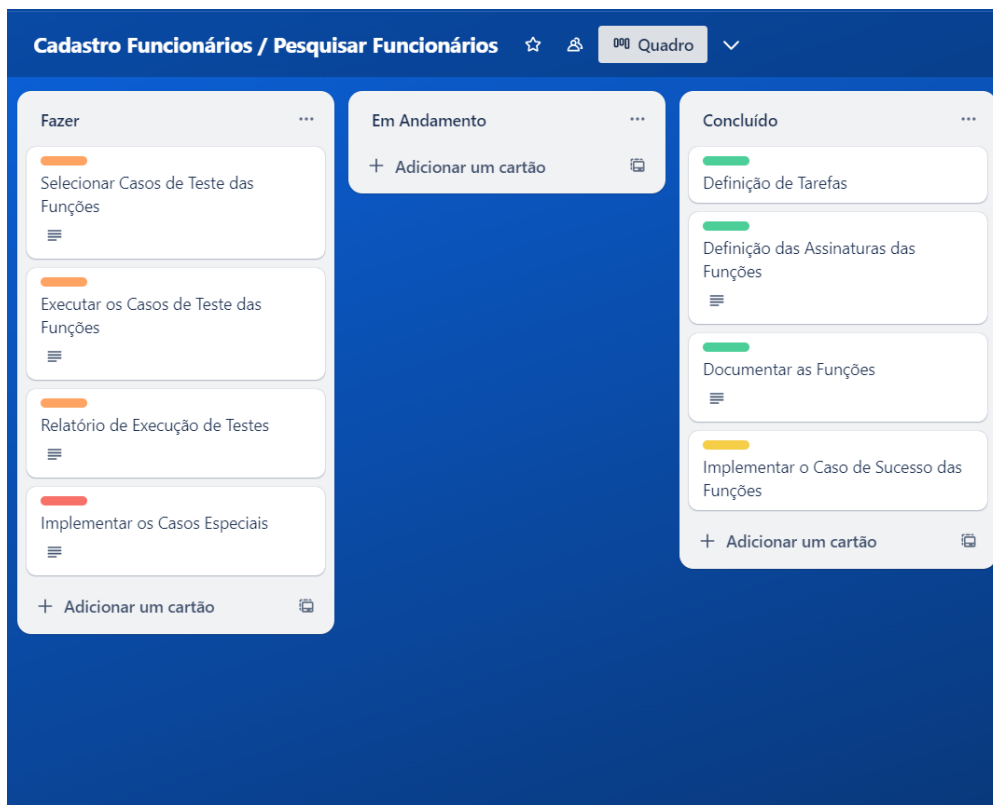 Cadastro Funcionários / Pesquisar Funcionários
Quadro
Fazer
Selecionar Casos de Teste das
Funções
Executar os Casos de Teste das
Funções
Relatório de Execução de Testes
Implementar os Casos Especiais
+ Adicionar um cartão
Em Andamento
+ Adicionar um cartão
Concluído
Definição de Tarefas
Definição das Assinaturas das
Funções
Documentar as Funções
Implementar o Caso de Sucesso das
Funções
+ Adicionar um cartão